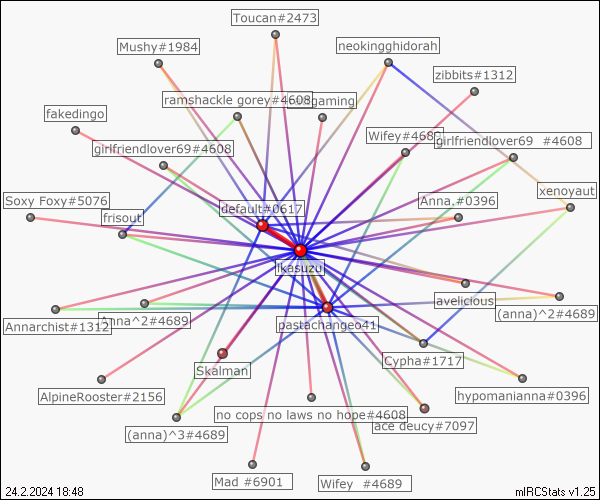 Toucan#2473
Mushy#1984
neokingghidorah
zibbits#1312
ramshackle gorey#4608
gaming
fakedingo
Wifey#468
girlfriendlover69 #4608
girlfriendlover69#4608
xenoyaut
Soxy Foxy#5076
Anna.#0396
default#0617
frisout
Ikasuzu
avelicious
Annarchist#1312
anna^2#4689
(anna)^2#4689
pastachangeo41
Cypha#1717
Skalman
AlpineRooster#2156
hypomanianna#0396
no cops no laws no hope#4608
ace deucy#7097
(anna)^3#4689
Mad #6901
Wifey #4689
24.2.2024 18:48
mIRCStats v1.25